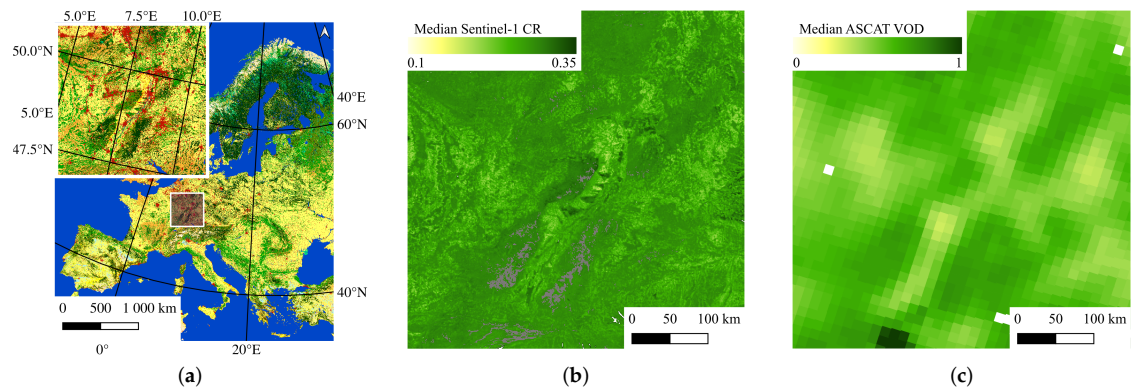 5.0°E 7.5°E 10.0°E
50.0°N
5.0°E
47.5°N
40°E
60°N
40°N
0 500 1 000 km
0° 20°E
(a)
Median Sentinel-1 CR
0.1 0.35
0 50 100 km
(b)
Median ASCAT VOD
0 1
0 50 100 km
(c)